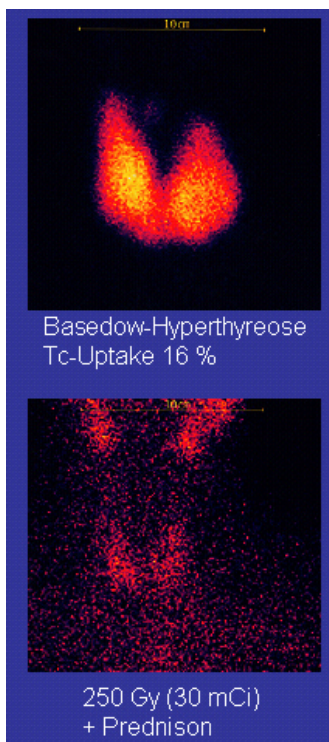 10cm
Basedow-Hyperthyreose
Tc-Uptake 16 %
10cm
250 Gy (30 mCi)
+ Prednison